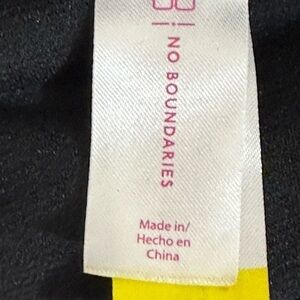 NO BOUNDARIES
Made in/
Hecho en
China